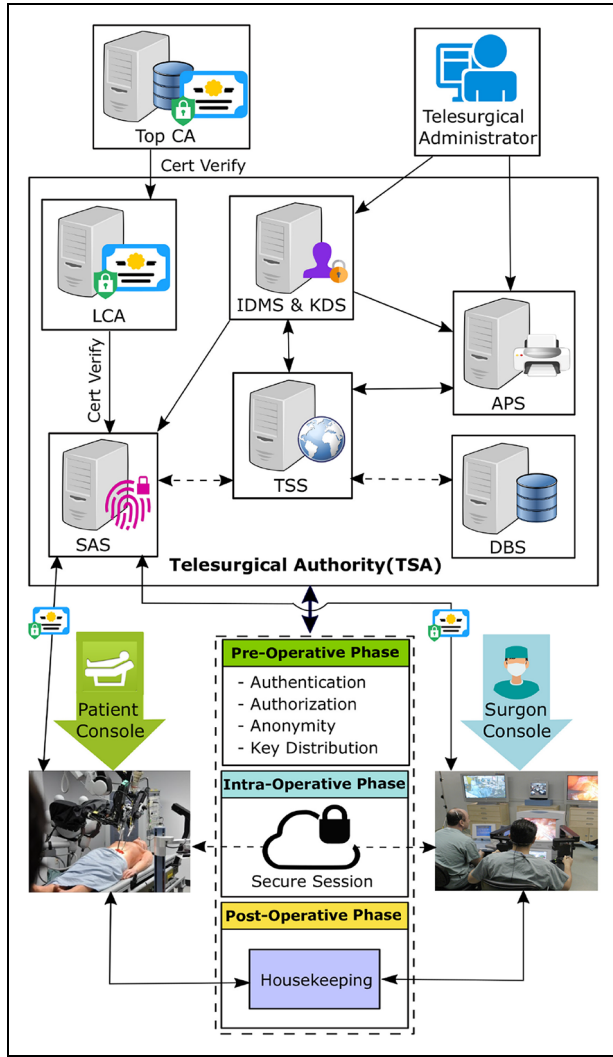 Top CA
Telesurgical
Administrator
Cert Verify
LCA
IDMS & KDS
APS
Cert Verify
TSS
SAS
DBS
Telesurgical Authority(TSA)
Pre-Operative Phase
- Authentication
- Authorization
- Anonymity
- Key Distribution
Patient
Console
Surgon
Console
Intra-Operative Phase
Secure Session
Post-Operative Phase
Housekeeping